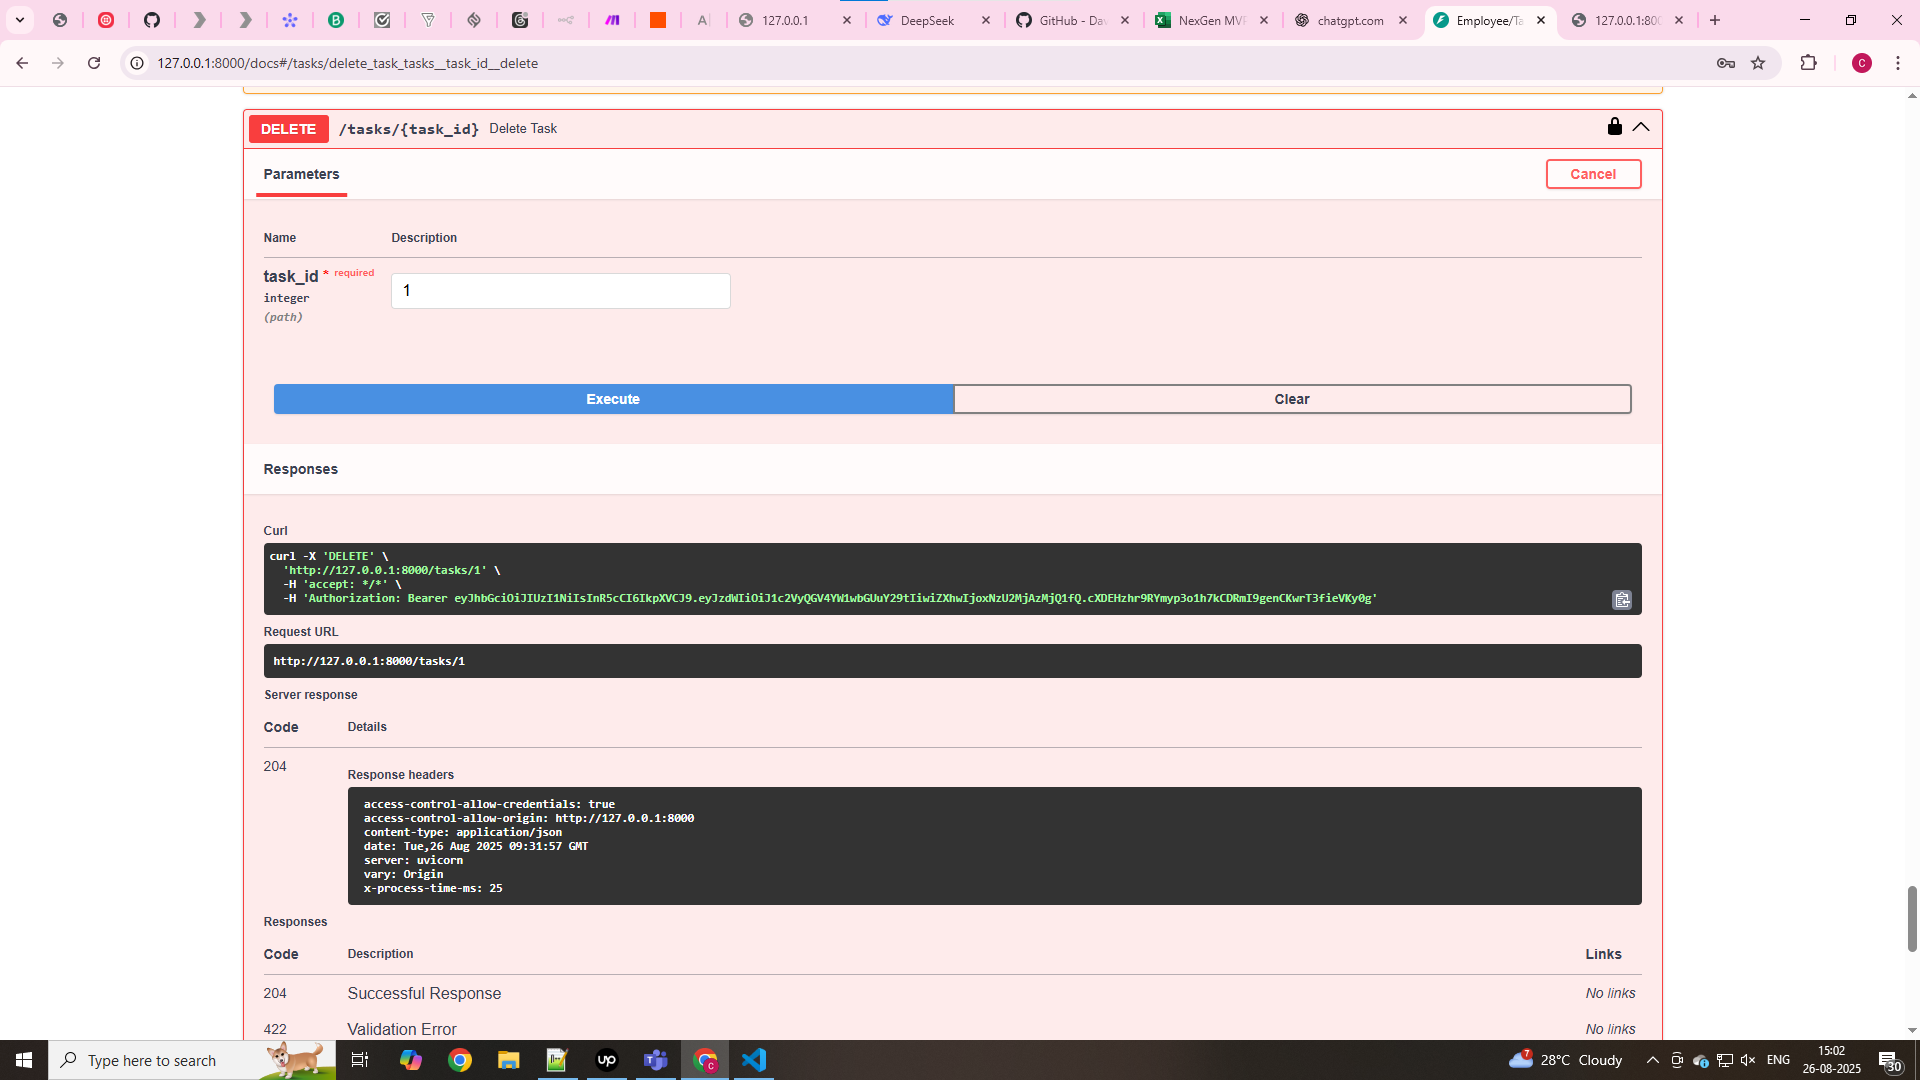 127.0.0.1
DeepSeek
GitHub - Dav
NexGen MVP
chatgpt.com
Employee/Ta
127.0.0.1:800
127.0.0.1:8000/docs#/tasks/delete_task_tasks__task_id__delete
C
DELETE /tasks/{task_id} Delete Task
Parameters
Cancel
Name Description
task_id * required
integer
(path)
1
Execute Clear
Responses
Curl
curl -X 'DELETE' \
'http://127.0.0.1:8000/tasks/1' \
-H 'accept: */*' \
-H 'Authorization: Bearer eyJhbGciOiJIUzI1NiIsInR5cCI6IkpXVCJ9.eyJzdWIiOiJ1c2VyQGV4YW1wbGUuY29tIiwiZXhwIjoxNzU2MjAzMjQ1fQ.cXDEHzhr9RYmyp3o1h7kCDRmI9genCKwrT3fieVKy0g'
Request URL
http://127.0.0.1:8000/tasks/1
Server response
Code Details
204
Response headers
access-control-allow-credentials: true
access-control-allow-origin: http://127.0.0.1:8000
content-type: application/json
date: Tue,26 Aug 2025 09:31:57 GMT
server: uvicorn
vary: Origin
x-process-time-ms: 25
Responses
Code Description Links
204 Successful Response No links
422 Validation Error No links
Type here to search
up
7
28°C Cloudy
ENG
15:02
26-08-2025
30